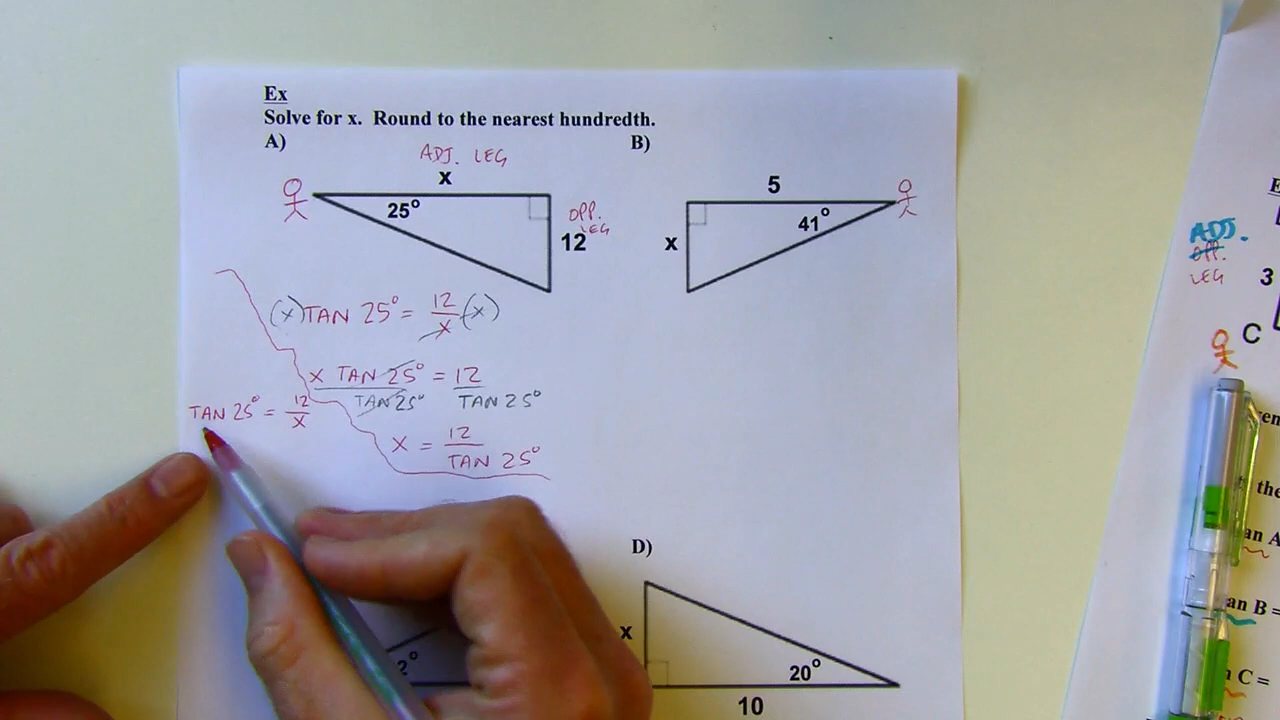 Ex
Solve for x. Round to the nearest hundredth.
A)
B)
ADJ. LEG
x
25°
OPP.
LEG
12
5
41°
x
(x) TAN 25° = 12/x (x)
x TAN 25° = 12
TAN 25° TAN 25°
TAN 25° = 12/x
x = 12/TAN 25°
2°
D)
x
20°
10
ADJ.
OPP.
LEG
3
C
the
an A
an B =
C =